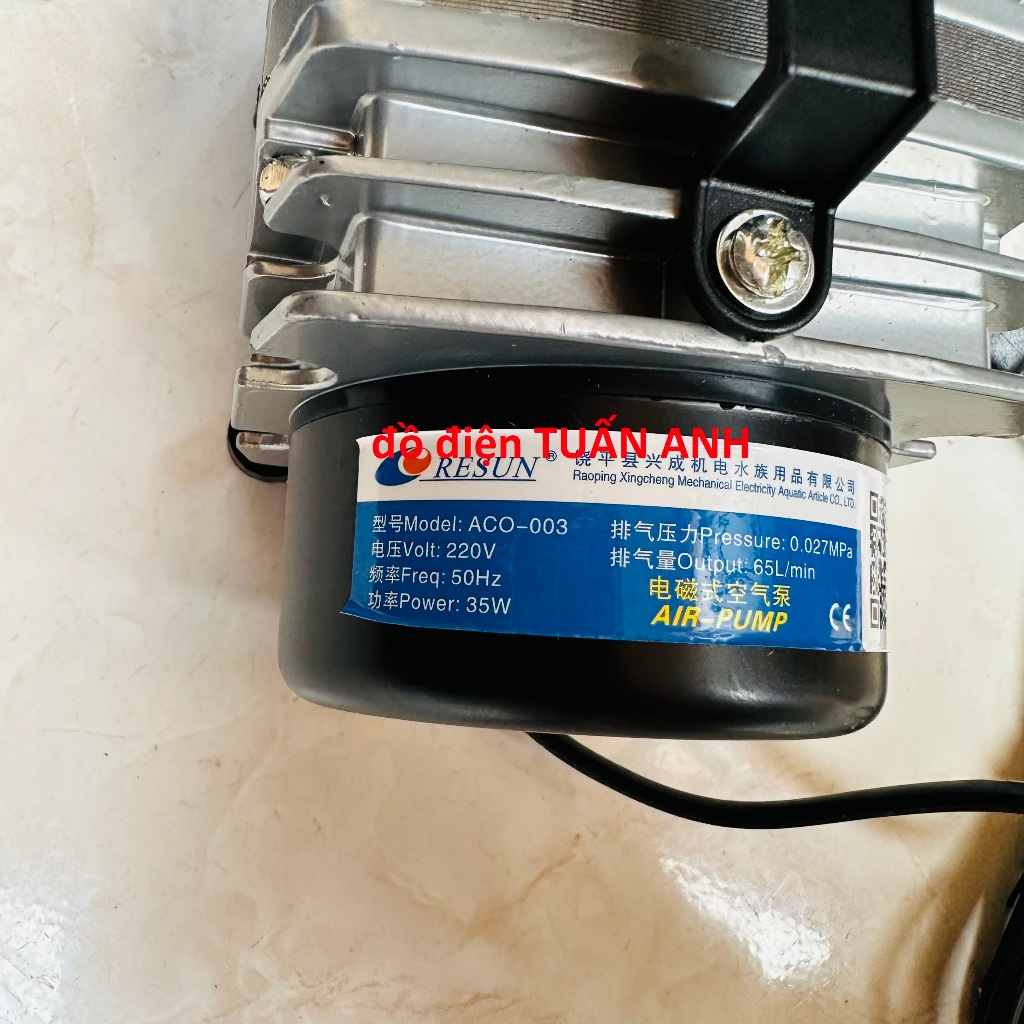 đồ điện TUẤN ANH
RESUN® 饶平县兴成机电水族用品有限公司
Raoping Xingcheng Mechanical Electricity Aquatic Article CO., LTD.
型号Model: ACO-003
电压Volt: 220V
频率Freq: 50Hz
功率Power: 35W
排气压力Pressure: 0.027MPa
排气量Output: 65L/min
电磁式空气泵
AIR-PUMP
CE